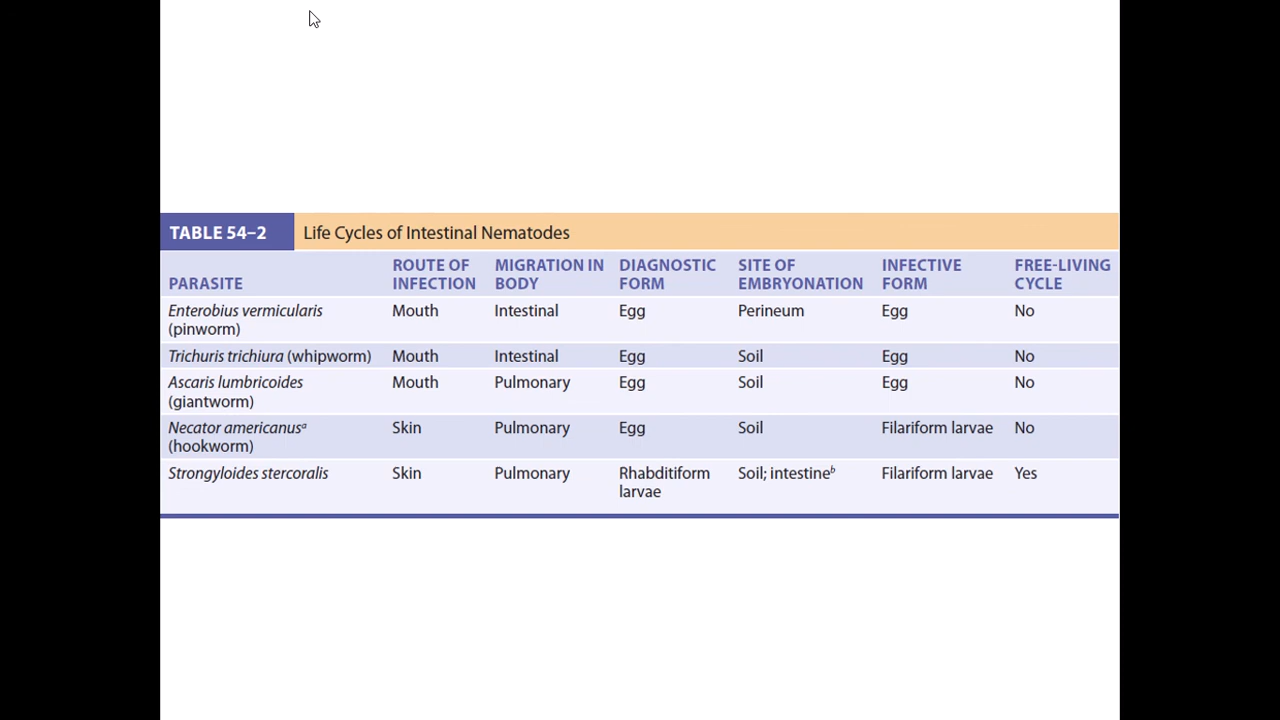 TABLE 54–2 Life Cycles of Intestinal Nematodes
PARASITE ROUTE OF INFECTION MIGRATION IN BODY DIAGNOSTIC FORM SITE OF EMBRYONATION INFECTIVE FORM FREE-LIVING CYCLE
Enterobius vermicularis (pinworm) Mouth Intestinal Egg Perineum Egg No
Trichuris trichiura (whipworm) Mouth Intestinal Egg Soil Egg No
Ascaris lumbricoides (giantworm) Mouth Pulmonary Egg Soil Egg No
Necator americanusᵃ (hookworm) Skin Pulmonary Egg Soil Filariform larvae No
Strongyloides stercoralis Skin Pulmonary Rhabditiform larvae Soil; intestineᵇ Filariform larvae Yes